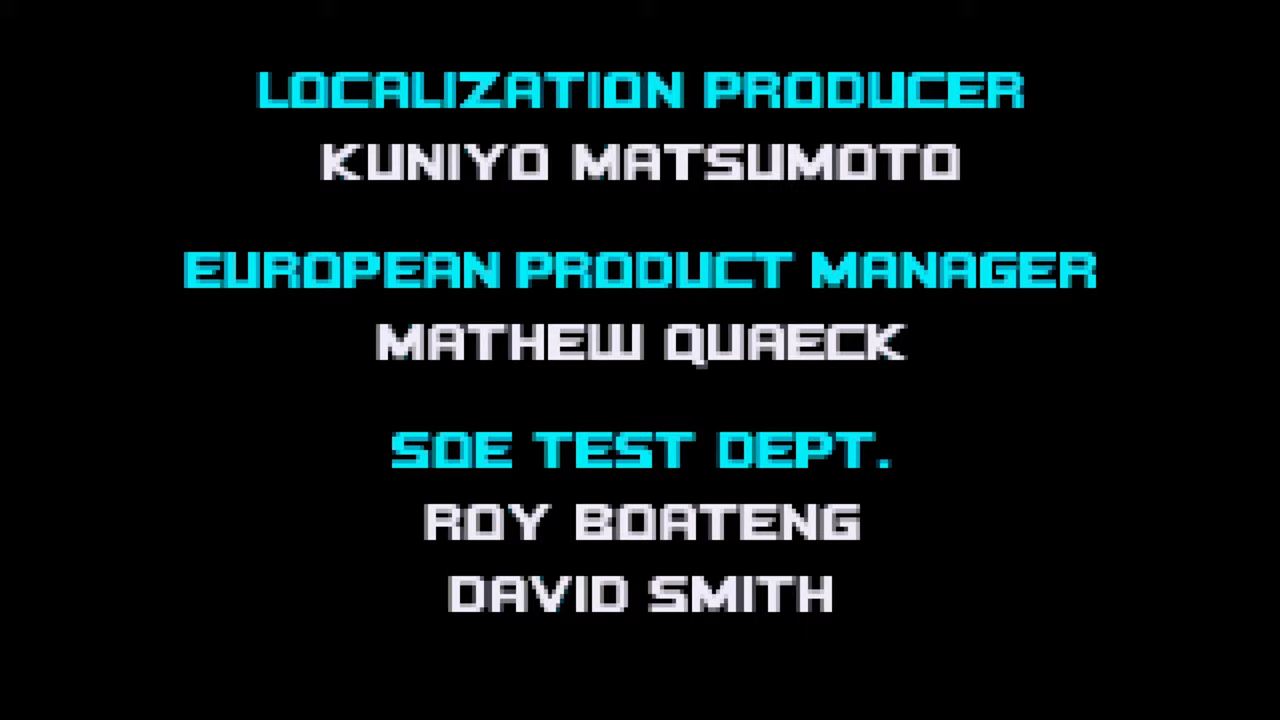 LOCALIZATION PRODUCER
KUNIYO MATSUMOTO
EUROPEAN PRODUCT MANAGER
MATHEW QUAECK
SOE TEST DEPT.
ROY BOATENG
DAVID SMITH